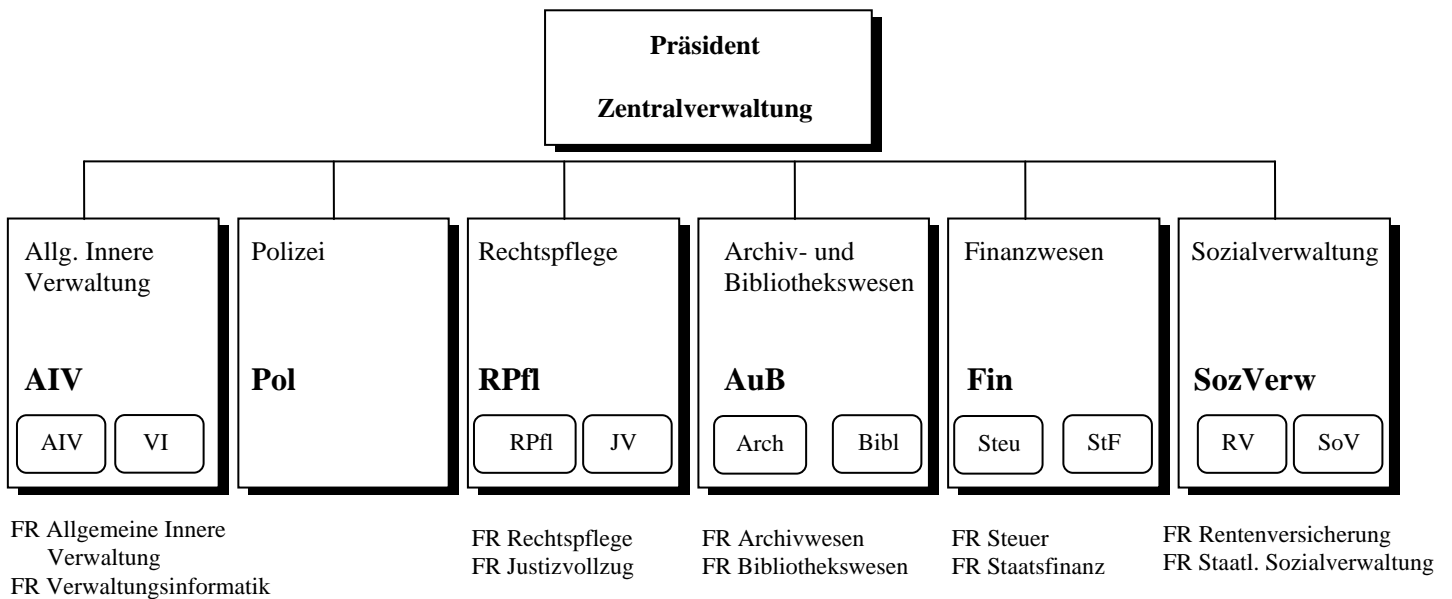 Präsident
Zentralverwaltung
Allg. Innere
Verwaltung
AIV
AIV
VI
Polizei
Pol
Rechtspflege
RPfl
RPfl
JV
Archiv- und
Bibliothekswesen
AuB
Arch
Bibl
Finanzwesen
Fin
Steu
StF
Sozialverwaltung
SozVerw
RV
SoV
FR Allgemeine Innere
Verwaltung
FR Verwaltungsinformatik
FR Rechtspflege
FR Justizvollzug
FR Archivwesen
FR Bibliothekswesen
FR Steuer
FR Staatsfinanz
FR Rentenversicherung
FR Staatl. Sozialverwaltung